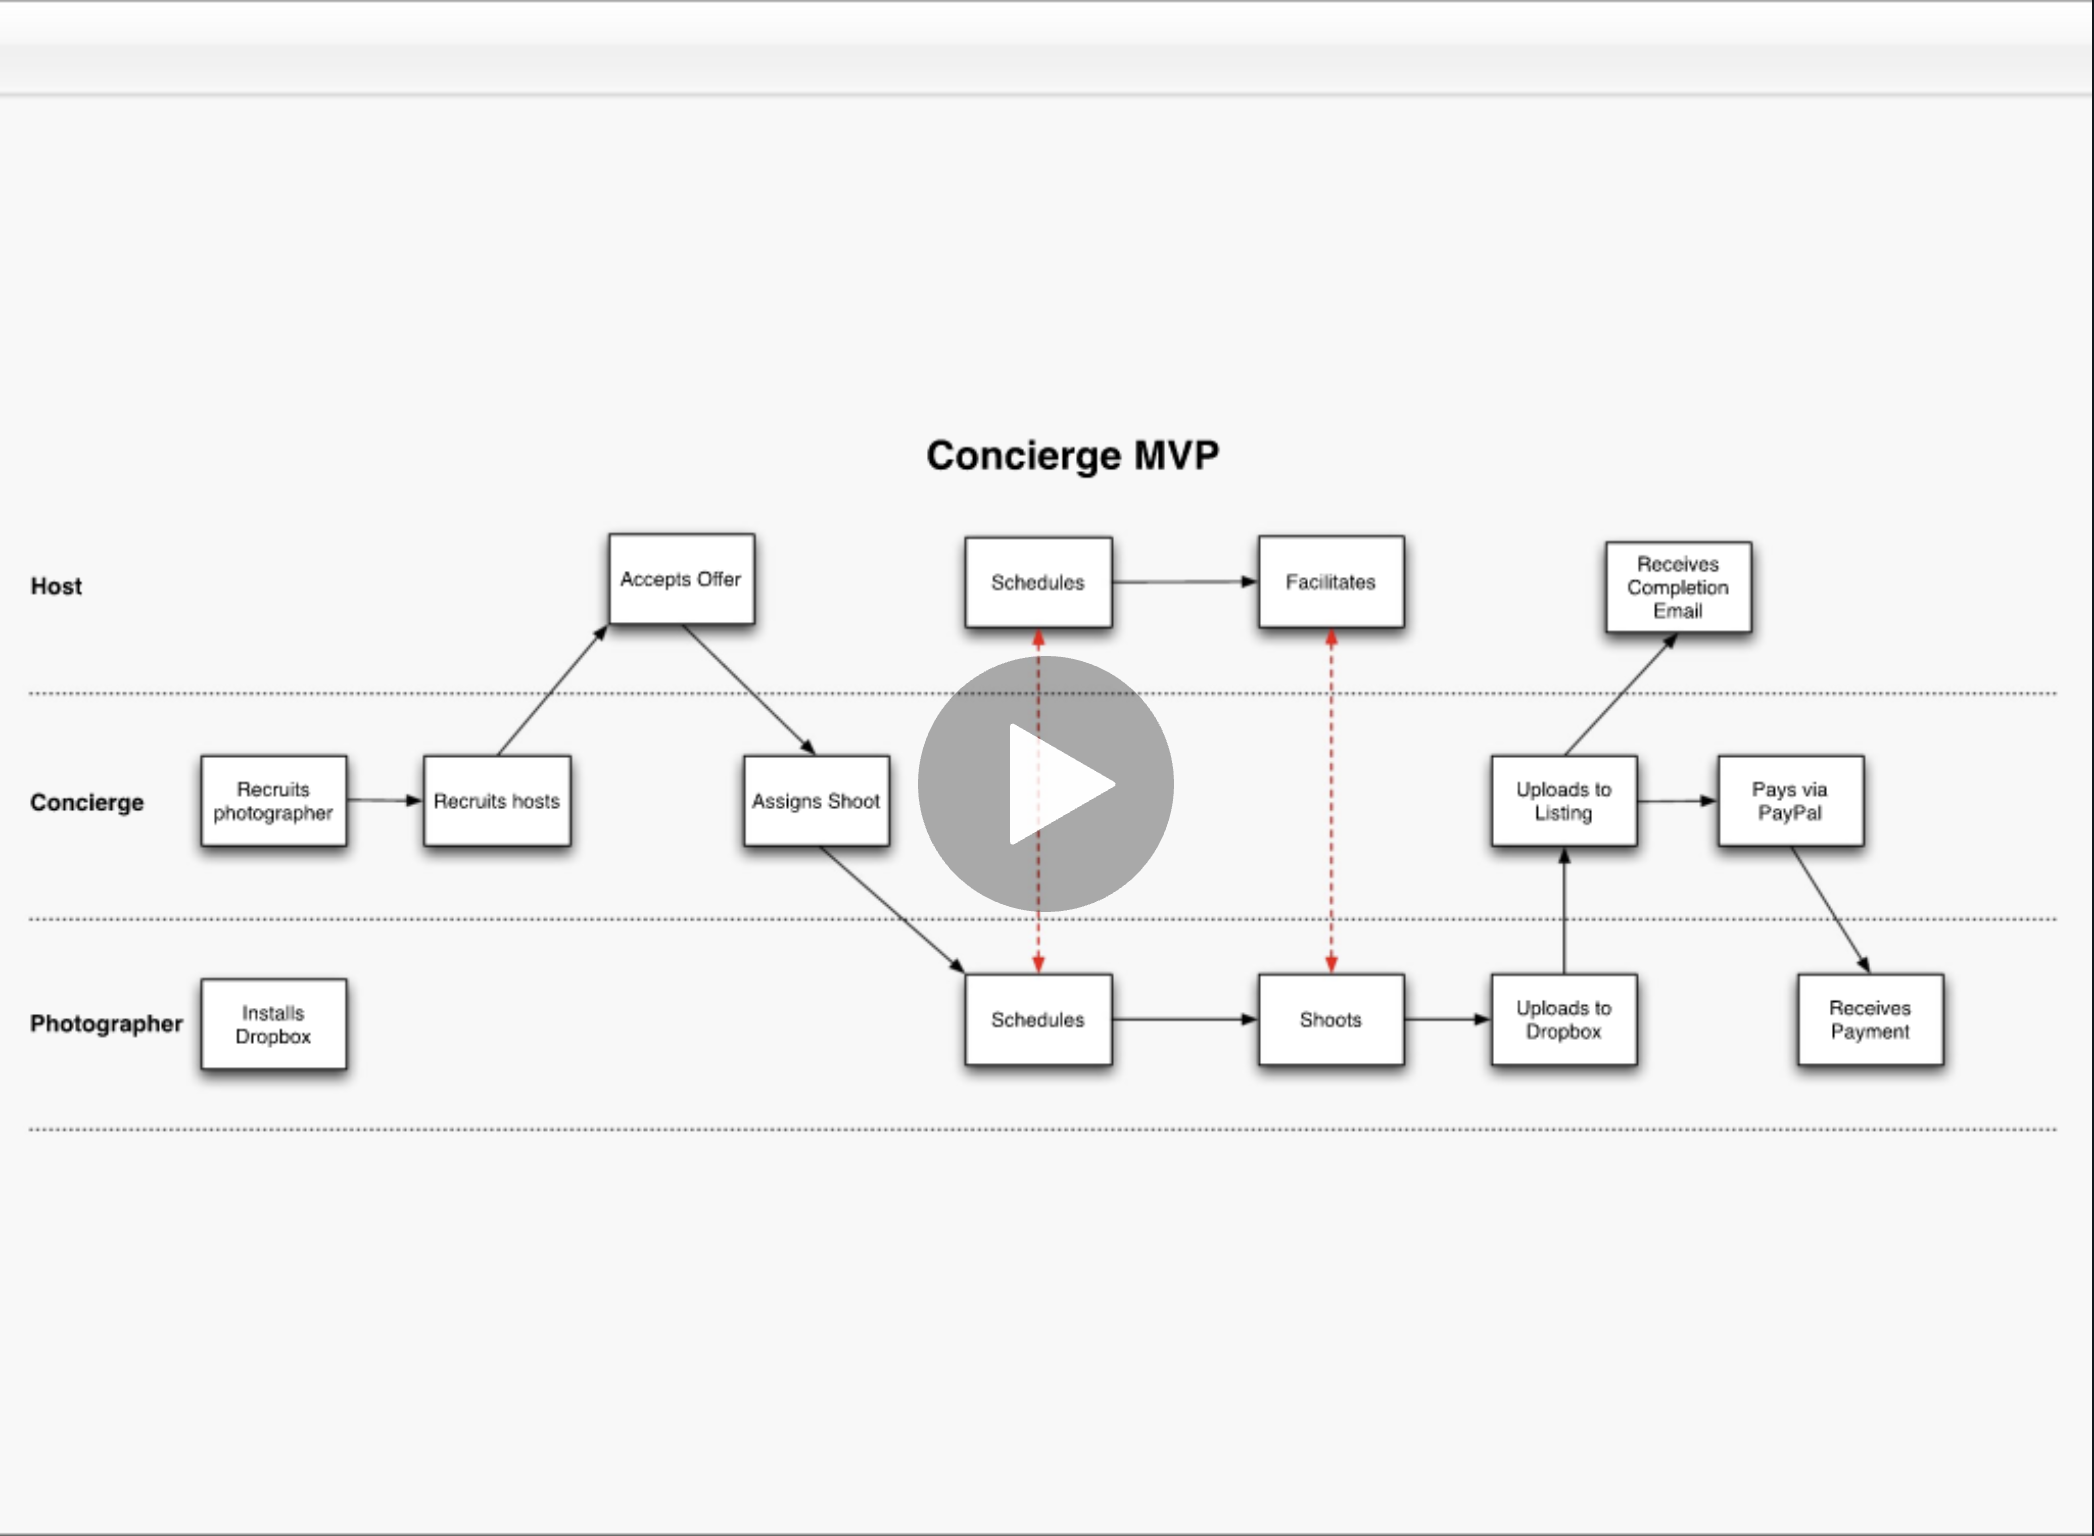 Concierge MVP
Host
Accepts Offer
Schedules
Facilitates
Receives
Completion
Email
Concierge
Recruits
photographer
Recruits hosts
Assigns Shoot
Uploads to
Listing
Pays via
PayPal
Photographer
Installs
Dropbox
Schedules
Shoots
Uploads to
Dropbox
Receives
Payment